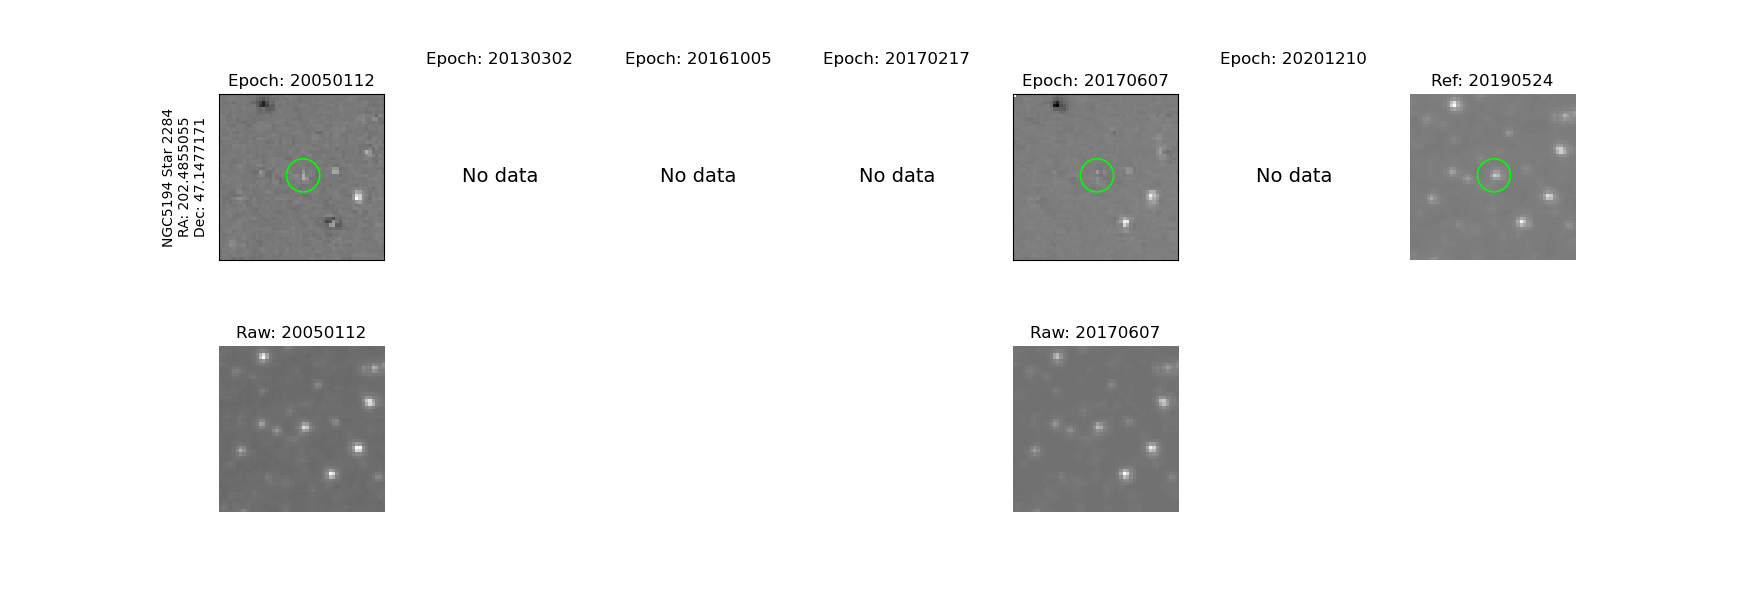 Epoch: 20050112
Epoch: 20130302
Epoch: 20161005
Epoch: 20170217
Epoch: 20170607
Epoch: 20201210
Ref: 20190524
NGC5194 Star 2284
RA: 202.4855055
Dec: 47.1477171
No data
No data
No data
No data
Raw: 20050112
Raw: 20170607